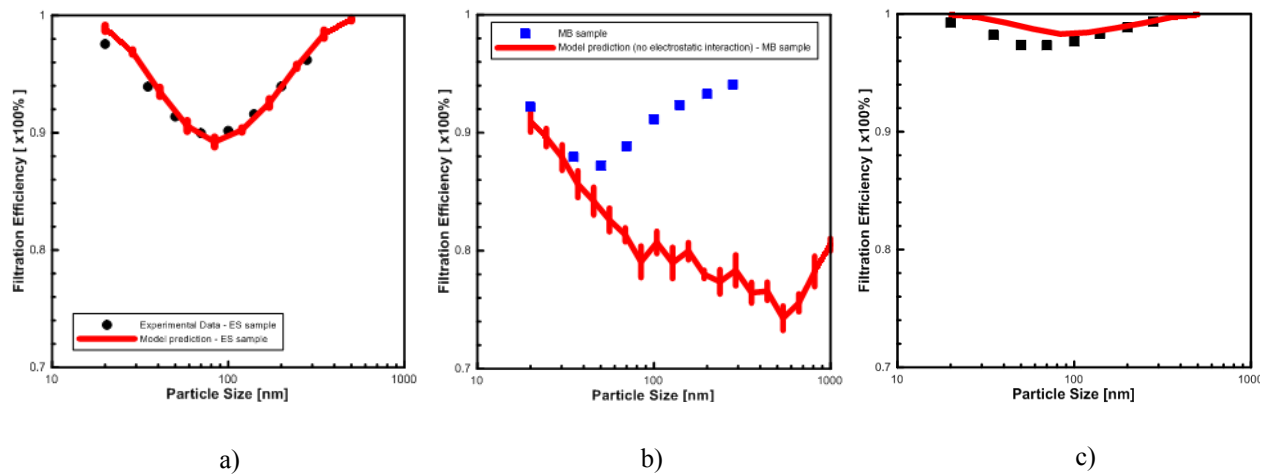 Filtration Efficiency [ x100% ]
1
0.9
0.8
0.7
Experimental Data - ES sample
Model prediction - ES sample
10
100
1000
Particle Size [nm]
a)
Filtration Efficiency [ x100% ]
1
0.9
0.8
0.7
MB sample
Model prediction (no electrostatic interaction) - MB sample
10
100
1000
Particle Size [nm]
b)
Filtration Efficiency [ x100% ]
1
0.9
0.8
0.7
10
100
1000
Particle Size [nm]
c)